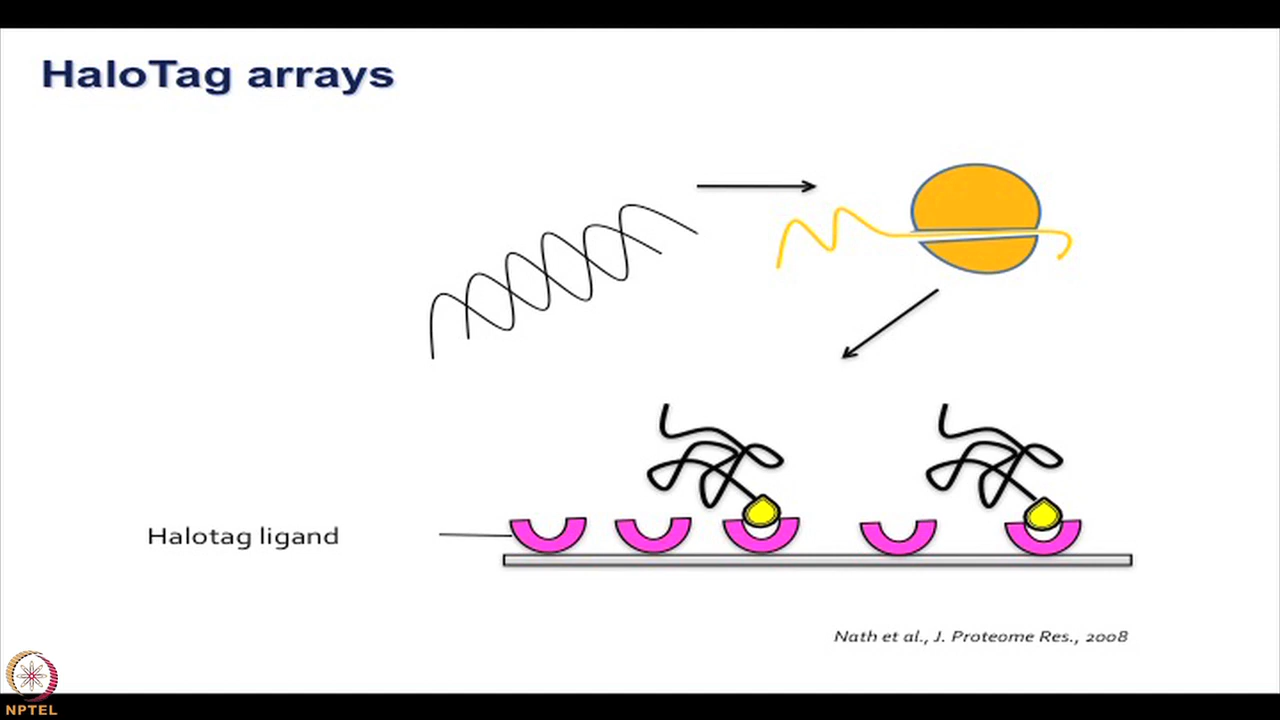 HaloTag arrays
Halotag ligand
Nath et al., J. Proteome Res., 2008
NPTEL